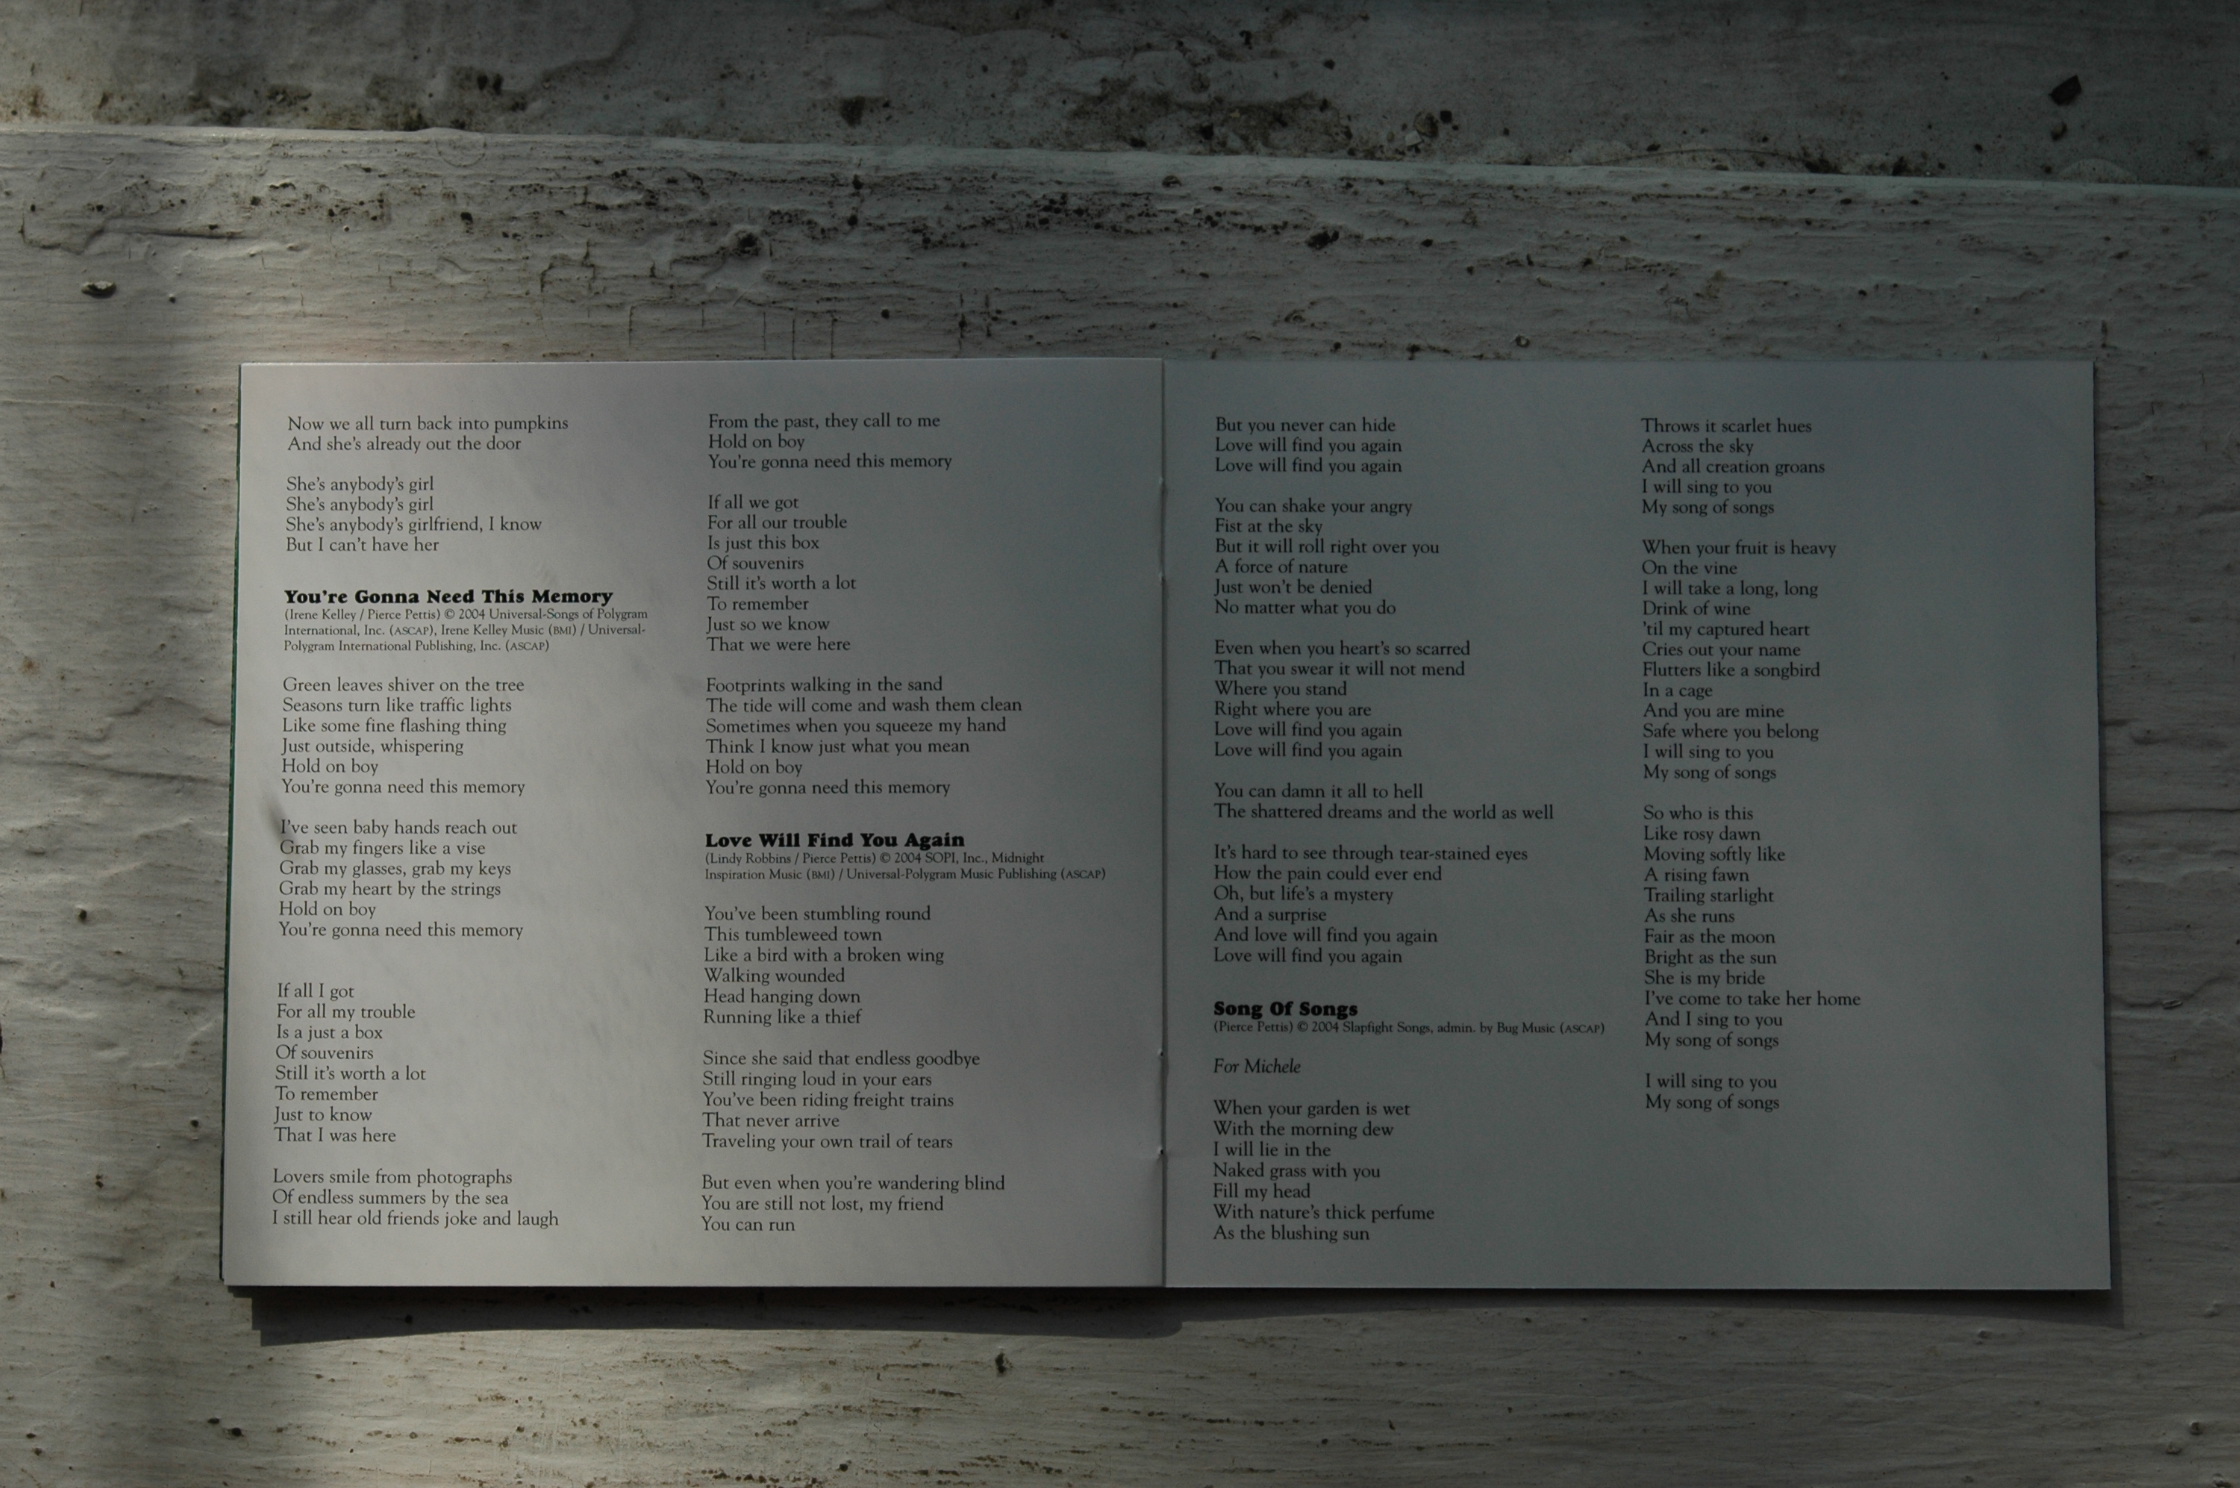 Now we all turn back into pumpkins
And she's already out the door
She's anybody's girl
She's anybody's girl
She's anybody's girlfriend, I know
But I can't have her
You're Gonna Need This Memory
(Irene Kelley / Pierce Pettis) © 2004 Universal-Songs of Polygram
International, Inc. (ASCAP), Irene Kelley Music (BMI) / Universal-
Polygram International Publishing, Inc. (ASCAP)
Green leaves shiver on the tree
Seasons turn like traffic lights
Like some fine flashing thing
Just outside, whispering
Hold on boy
You're gonna need this memory
I've seen baby hands reach out
Grab my fingers like a vise
Grab my glasses, grab my keys
Grab my heart by the strings
Hold on boy
You're gonna need this memory
If all I got
For all my trouble
Is a just a box
Of souvenirs
Still it's worth a lot
To remember
Just to know
That I was here
Lovers smile from photographs
Of endless summers by the sea
I still hear old friends joke and laugh
From the past, they call to me
Hold on boy
You're gonna need this memory
If all we got
For all our trouble
Is just this box
Of souvenirs
Still it's worth a lot
To remember
Just so we know
That we were here
Footprints walking in the sand
The tide will come and wash them clean
Sometimes when you squeeze my hand
Think I know just what you mean
Hold on boy
You're gonna need this memory
Love Will Find You Again
(Lindy Robbins / Pierce Pettis) © 2004 SOPI, Inc., Midnight
Inspiration Music (BMI) / Universal-Polygram Music Publishing (ASCAP)
You've been stumbling round
This tumbleweed town
Like a bird with a broken wing
Walking wounded
Head hanging down
Running like a thief
Since she said that endless goodbye
Still ringing loud in your ears
You've been riding freight trains
That never arrive
Traveling your own trail of tears
But even when you're wandering blind
You are still not lost, my friend
You can run
But you never can hide
Love will find you again
Love will find you again
You can shake your angry
Fist at the sky
But it will roll right over you
A force of nature
Just won't be denied
No matter what you do
Even when you heart's so scarred
That you swear it will not mend
Where you stand
Right where you are
Love will find you again
Love will find you again
You can damn it all to hell
The shattered dreams and the world as well
It's hard to see through tear-stained eyes
How the pain could ever end
Oh, but life's a mystery
And a surprise
And love will find you again
Love will find you again
Song Of Songs
(Pierce Pettis) © 2004 Slapfight Songs, admin. by Bug Music (ASCAP)
For Michele
When your garden is wet
With the morning dew
I will lie in the
Naked grass with you
Fill my head
With nature's thick perfume
As the blushing sun
Throws it scarlet hues
Across the sky
And all creation groans
I will sing to you
My song of songs
When your fruit is heavy
On the vine
I will take a long, long
Drink of wine
'til my captured heart
Cries out your name
Flutters like a songbird
In a cage
And you are mine
Safe where you belong
I will sing to you
My song of songs
So who is this
Like rosy dawn
Moving softly like
A rising fawn
Trailing starlight
As she runs
Fair as the moon
Bright as the sun
She is my bride
I've come to take her home
And I sing to you
My song of songs
I will sing to you
My song of songs